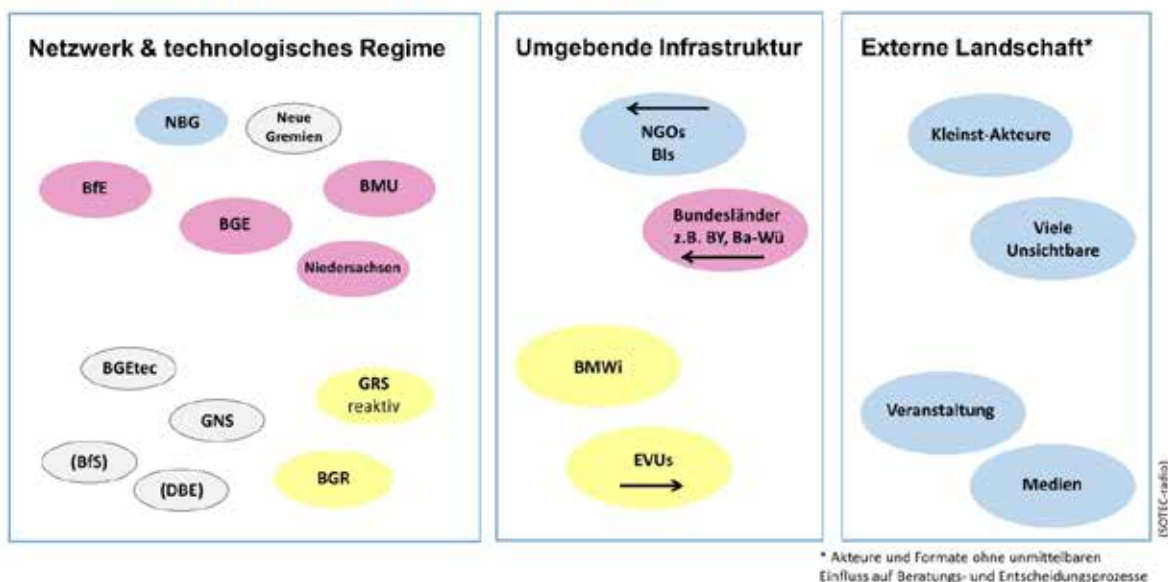 Netzwerk & technologisches Regime
NBG
Neue
Gremien
BfE
BMU
BGE
Niedersachsen
BGEtec
GRS
reaktiv
GNS
(BfS)
(DBE)
BGR
Umgebende Infrastruktur
NGOs
BIs
Bundesländer
z.B. BY, Ba-Wü
BMWi
EVUs
Externe Landschaft*
Kleinst-Akteure
Viele
Unsichtbare
Veranstaltung
Medien
(SOTEC-radio)
* Akteure und Formate ohne unmittelbaren
Einfluss auf Beratungs- und Entscheidungsprozesse